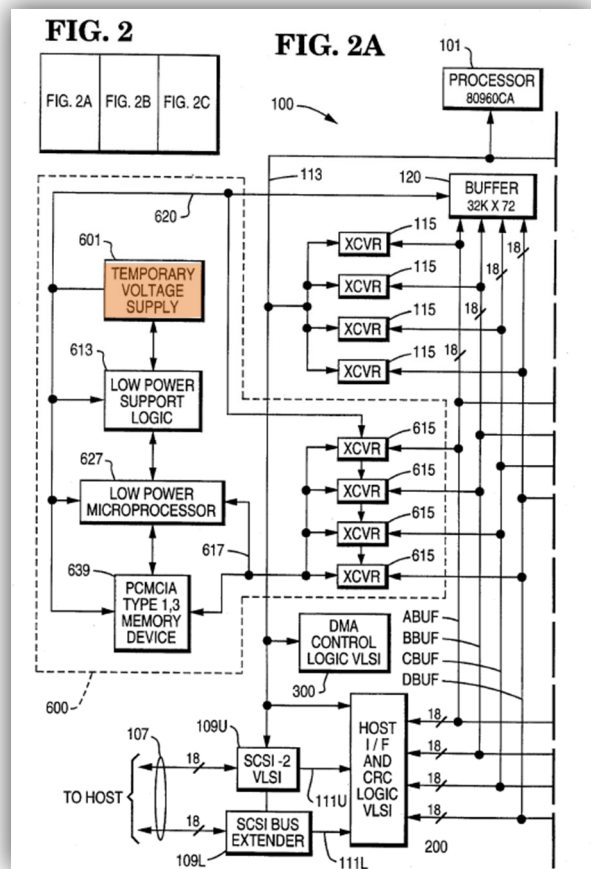 FIG. 2
FIG. 2A
FIG. 2A
FIG. 2B
FIG. 2C
100
101
PROCESSOR
80960CA
113
120
BUFFER
32K X 72
620
601
TEMPORARY
VOLTAGE
SUPPLY
XCVR
115
XCVR
115
XCVR
115
XCVR
115
18
18
18
18
613
LOW POWER
SUPPORT
LOGIC
627
LOW POWER
MICROPROCESSOR
617
639
PCMCIA
TYPE 1,3
MEMORY
DEVICE
600
XCVR
615
XCVR
615
XCVR
615
XCVR
615
DMA
CONTROL
LOGIC VLSI
300
ABUF
BBUF
CBUF
DBUF
107
TO HOST
18
18
109U
SCSI -2
VLSI
111U
SCSI BUS
EXTENDER
109L
111L
HOST
I / F
AND
CRC
LOGIC
VLSI
200
18
18
18
18